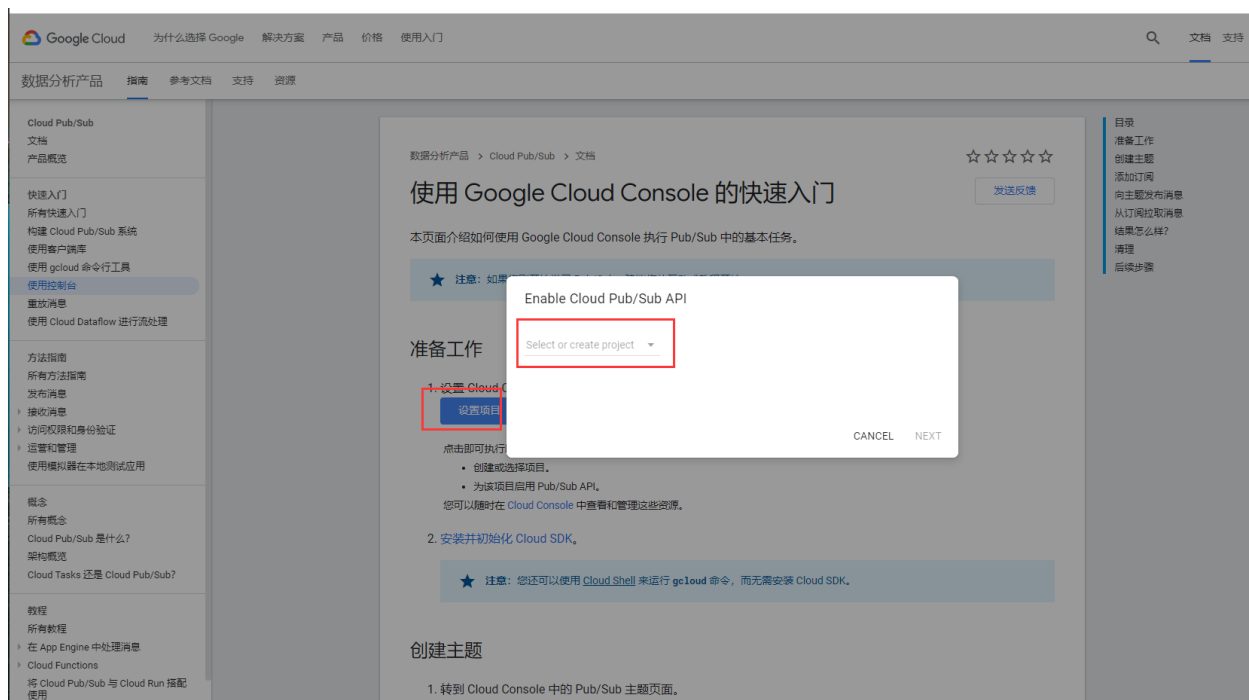 Google Cloud 为什么选择 Google 解决方案 产品 价格 使用入门 文档 支持
数据分析产品 指南 参考文档 支持 资源
Cloud Pub/Sub
文档
产品概览
快速入门
所有快速入门
构建 Cloud Pub/Sub 系统
使用客户端库
使用 gcloud 命令行工具
使用控制台
重放消息
使用 Cloud Dataflow 进行流处理
方法指南
所有方法指南
发布消息
接收消息
访问权限和身份验证
运营和管理
使用模拟器在本地测试应用
概念
所有概念
Cloud Pub/Sub 是什么?
架构概览
Cloud Tasks 还是 Cloud Pub/Sub?
教程
所有教程
在 App Engine 中处理消息
Cloud Functions
将 Cloud Pub/Sub 与 Cloud Run 搭配
使用
数据分析产品 > Cloud Pub/Sub > 文档
使用 Google Cloud Console 的快速入门
发送反馈
本页面介绍如何使用 Google Cloud Console 执行 Pub/Sub 中的基本任务。
注意：如果
Enable Cloud Pub/Sub API
Select or create project
CANCEL NEXT
准备工作
1. 设置 Cloud
设置项目
点击即可执行
• 创建或选择项目。
• 为该项目启用 Pub/Sub API。
您可以随时在 Cloud Console 中查看和管理这些资源。
2. 安装并初始化 Cloud SDK。
注意：您还可以使用 Cloud Shell 来运行 gcloud 命令，而无需安装 Cloud SDK。
创建主题
1. 转到 Cloud Console 中的 Pub/Sub 主题页面。
目录
准备工作
创建主题
添加订阅
向主题发布消息
从订阅拉取消息
结果怎么样?
清理
后续步骤